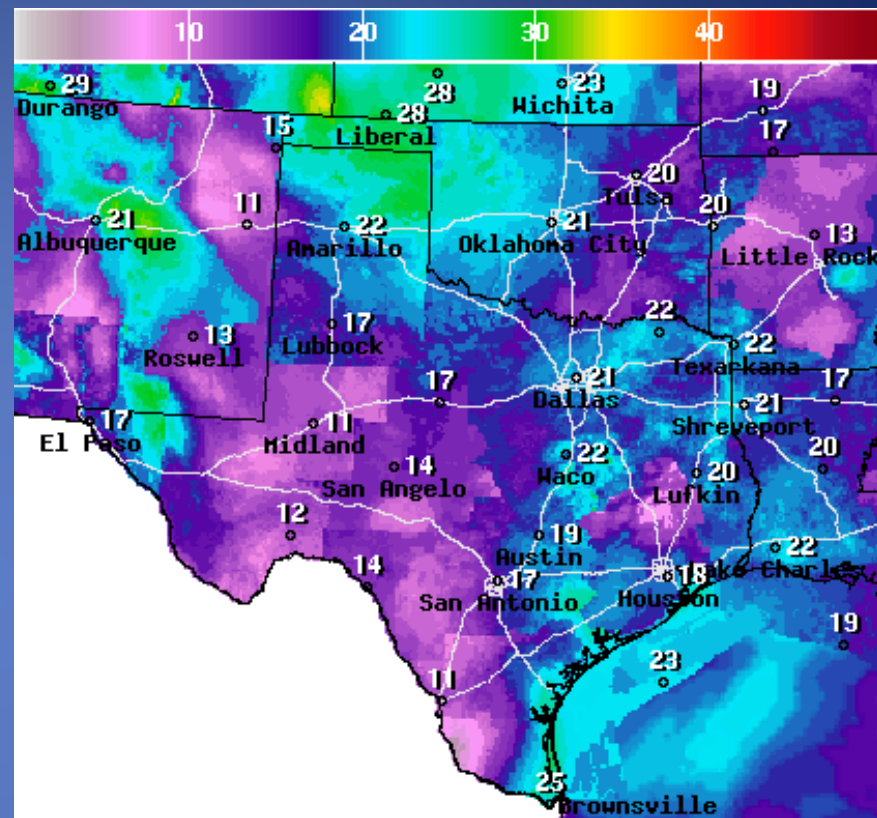 10 20 30 40
29 28 23 19
Durango Wichita
15 28 17
Liberal
20
Tulsa
21 11 22 21 20 13
Albuquerque Amarillo Oklahoma City Little Rock
13 17 22 22
Roswell Lubbock Texarkana
17 21 21 17
Dallas
17 11 Shreveport
El Paso Midland
14 22 20 20
San Angelo Waco Lufkin
12 19 22
Austin Lake Charles
14 17 18
San Antonio Houston
19
23
11
25
Brownsville